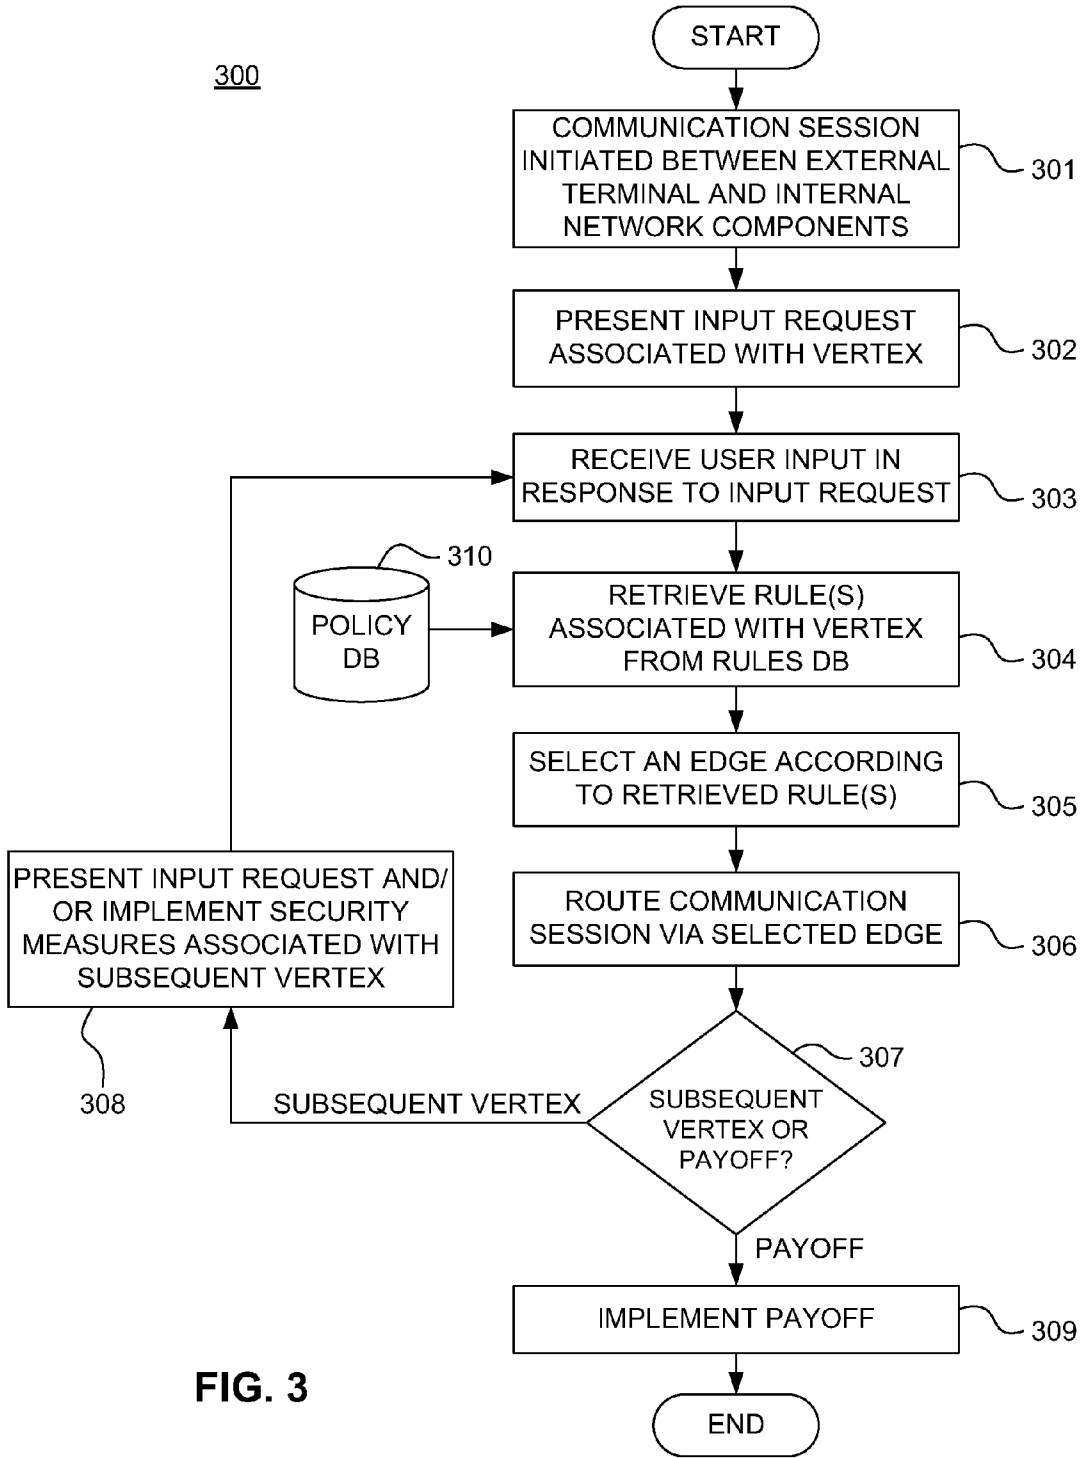 START
300
COMMUNICATION SESSION
INITIATED BETWEEN EXTERNAL
TERMINAL AND INTERNAL
NETWORK COMPONENTS
301
PRESENT INPUT REQUEST
ASSOCIATED WITH VERTEX
302
RECEIVE USER INPUT IN
RESPONSE TO INPUT REQUEST
303
310
POLICY
DB
RETRIEVE RULE(S)
ASSOCIATED WITH VERTEX
FROM RULES DB
304
SELECT AN EDGE ACCORDING
TO RETRIEVED RULE(S)
305
PRESENT INPUT REQUEST AND/
OR IMPLEMENT SECURITY
MEASURES ASSOCIATED WITH
SUBSEQUENT VERTEX
308
ROUTE COMMUNICATION
SESSION VIA SELECTED EDGE
306
307
SUBSEQUENT VERTEX
SUBSEQUENT
VERTEX OR
PAYOFF?
PAYOFF
IMPLEMENT PAYOFF
309
FIG. 3
END